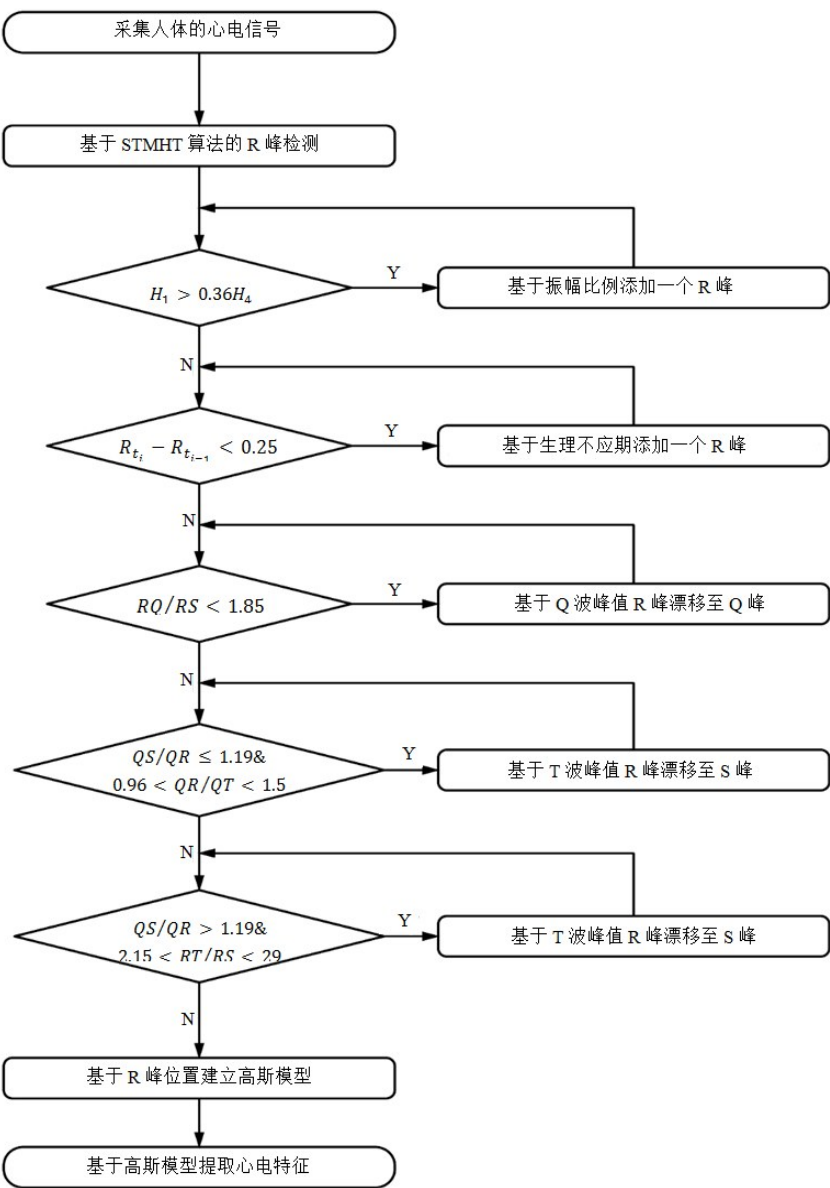 采集人体的心电信号
基于 STMHT 算法的 R 峰检测
H₁ > 0.36H₄
Y
基于振幅比例添加一个 R 峰
N
R_{t_i} − R_{t_{i−1}} < 0.25
Y
基于生理不应期添加一个 R 峰
N
RQ/RS < 1.85
Y
基于 Q 波峰值 R 峰漂移至 Q 峰
N
QS/QR ≤ 1.19&
0.96 < QR/QT < 1.5
Y
基于 T 波峰值 R 峰漂移至 S 峰
N
QS/QR > 1.19&
2.15 < RT/RS < 29
Y
基于 T 波峰值 R 峰漂移至 S 峰
N
基于 R 峰位置建立高斯模型
基于高斯模型提取心电特征